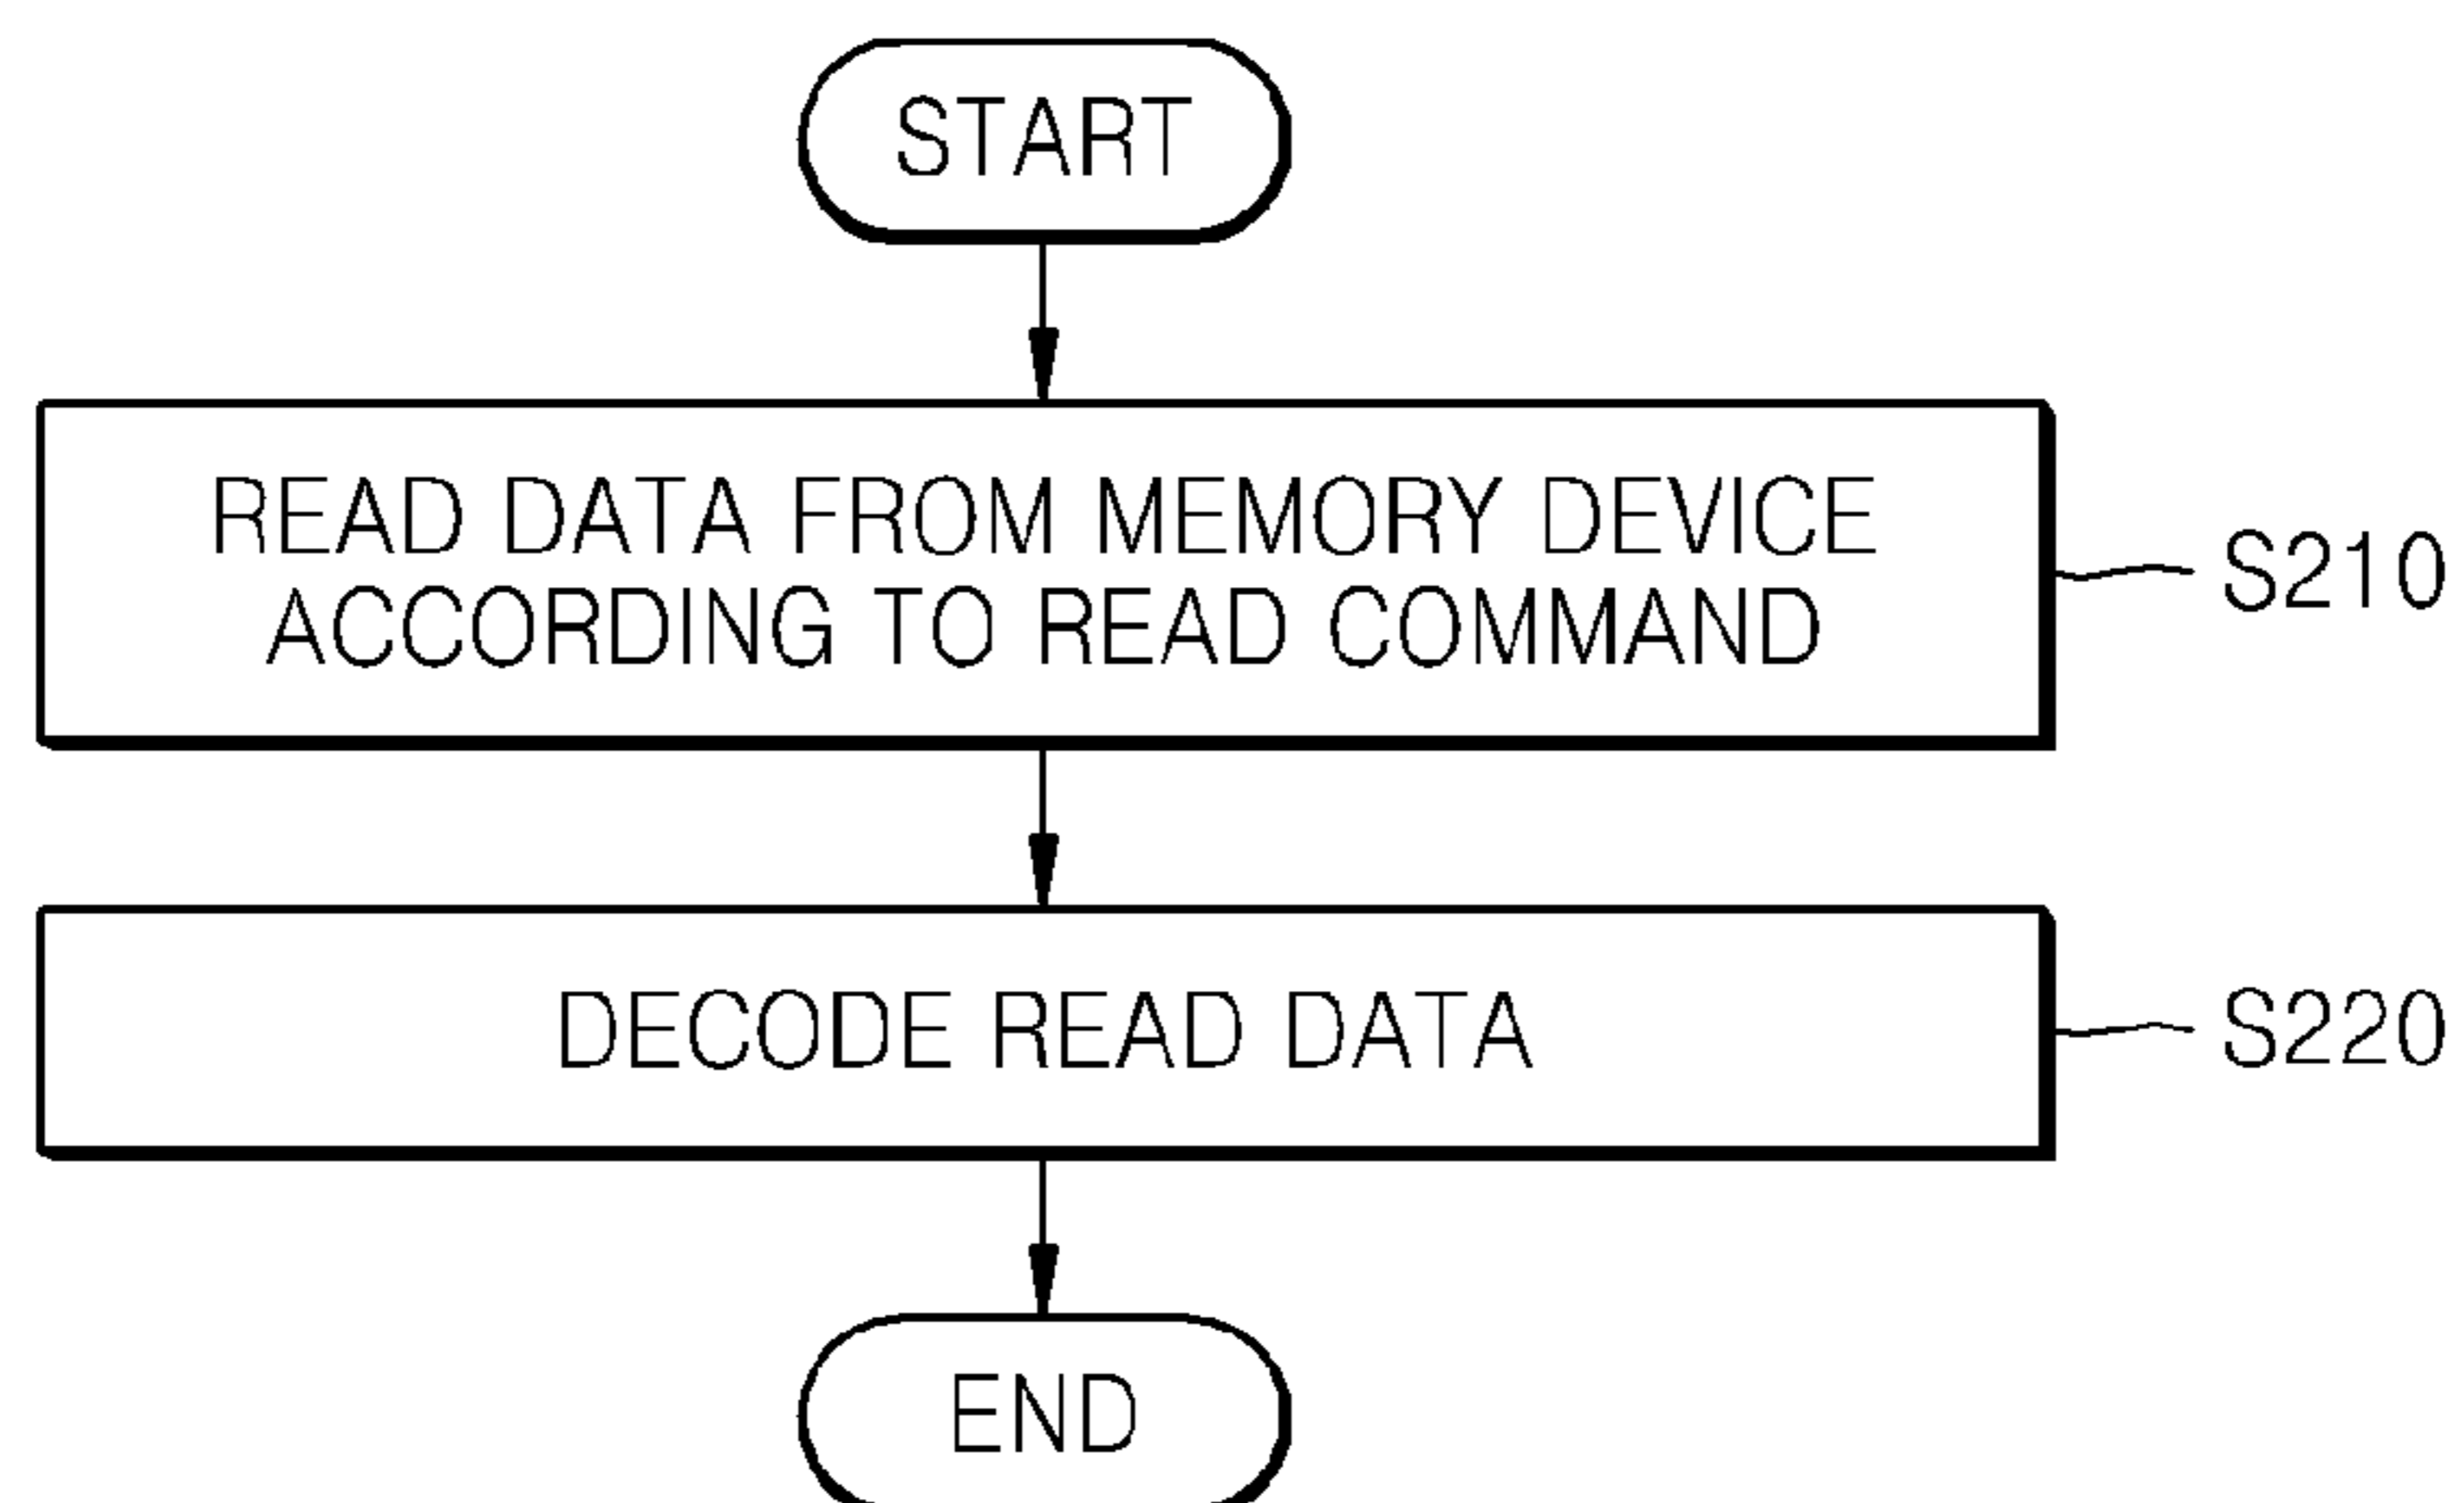 START
READ DATA FROM MEMORY DEVICE
ACCORDING TO READ COMMAND
S210
DECODE READ DATA
S220
END